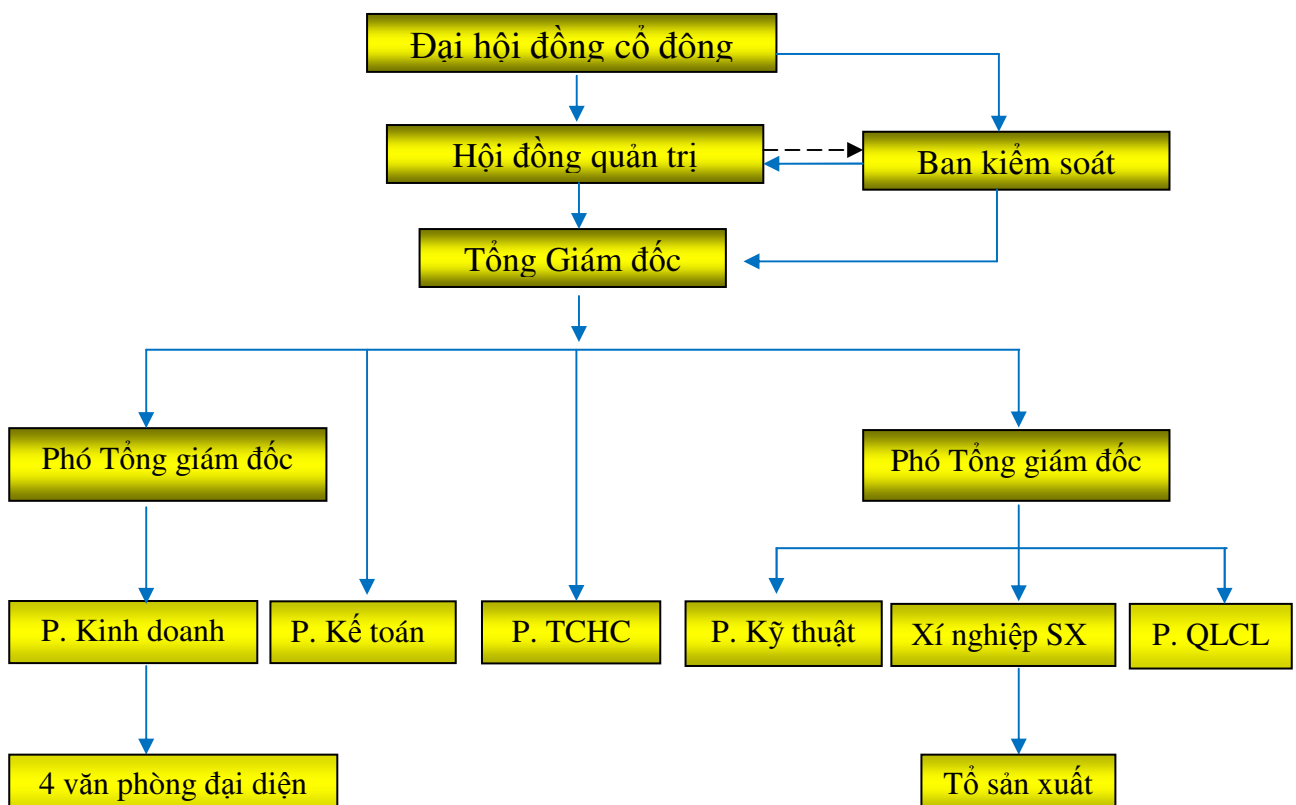 Đại hội đồng cổ đông
Hội đồng quản trị
Ban kiểm soát
Tổng Giám đốc
Phó Tổng giám đốc
Phó Tổng giám đốc
P. Kinh doanh
P. Kế toán
P. TCHC
P. Kỹ thuật
Xí nghiệp SX
P. QLCL
4 văn phòng đại diện
Tổ sản xuất